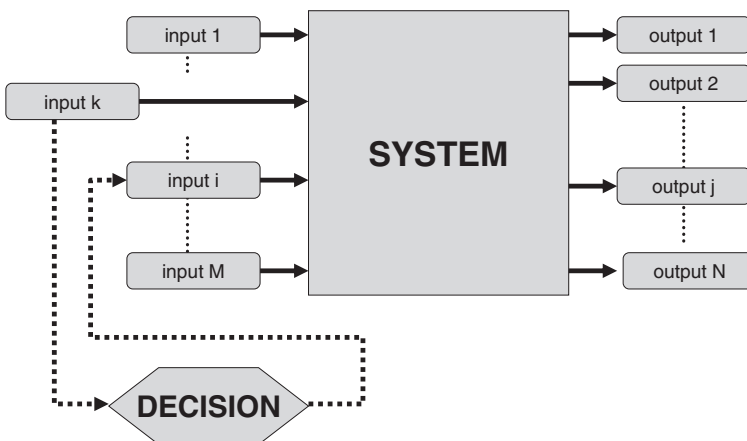 input 1
output 1
output 2
input k
SYSTEM
input i
output j
input M
output N
DECISION